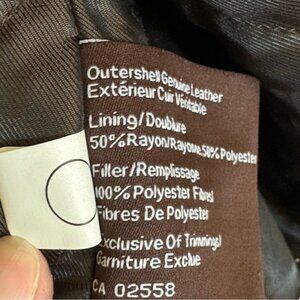 Outershell Genuine Leather
Extérieur Cuir Véritable
Lining/Doublure
50% Rayon/Rayonne 50% Polyester
Filler/Remplissage
100% Polyester Fibres
Fibres De Polyester
Exclusive Of Trimmings
Garniture Exclue
CA 02558